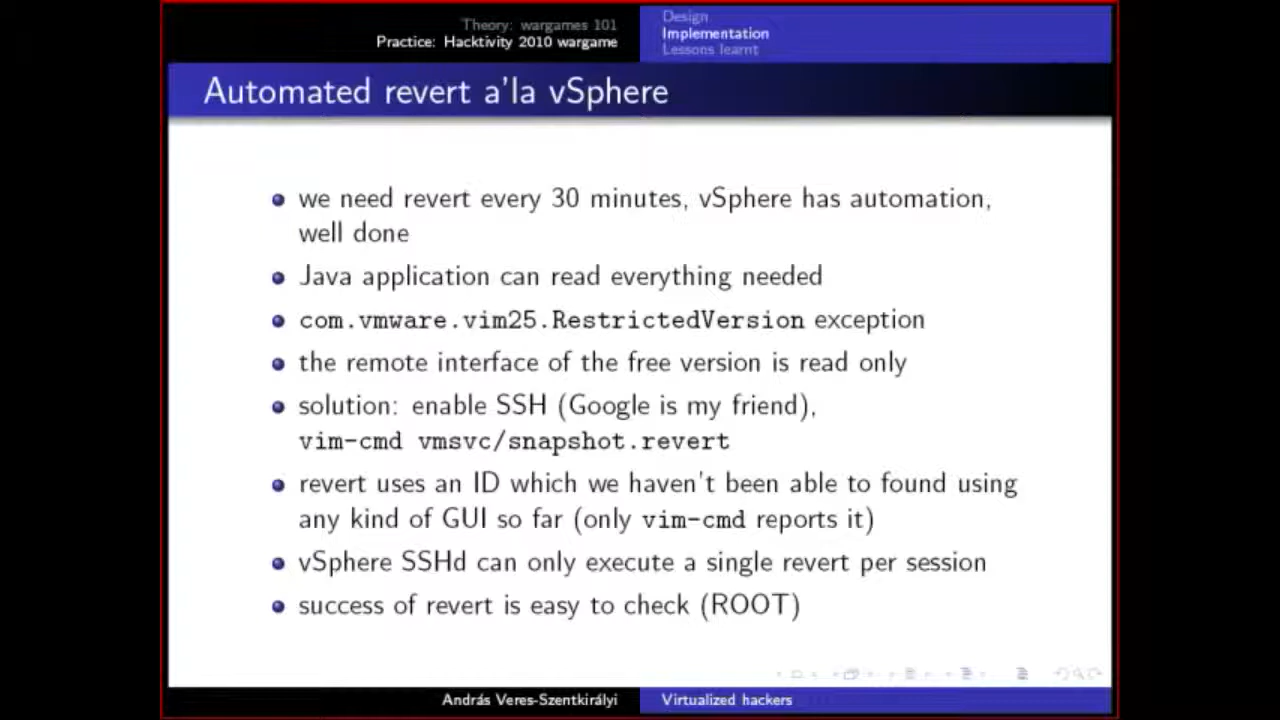 Theory: wargames 101
Practice: Hacktivity 2010 wargame
Design
Implementation
Lessons learnt
Automated revert a'la vSphere
we need revert every 30 minutes, vSphere has automation,
well done
Java application can read everything needed
com.vmware.vim25.RestrictedVersion exception
the remote interface of the free version is read only
solution: enable SSH (Google is my friend),
vim-cmd vmsvc/snapshot.revert
revert uses an ID which we haven't been able to found using
any kind of GUI so far (only vim-cmd reports it)
vSphere SSHd can only execute a single revert per session
success of revert is easy to check (ROOT)
András Veres-Szentkirályi
Virtualized hackers